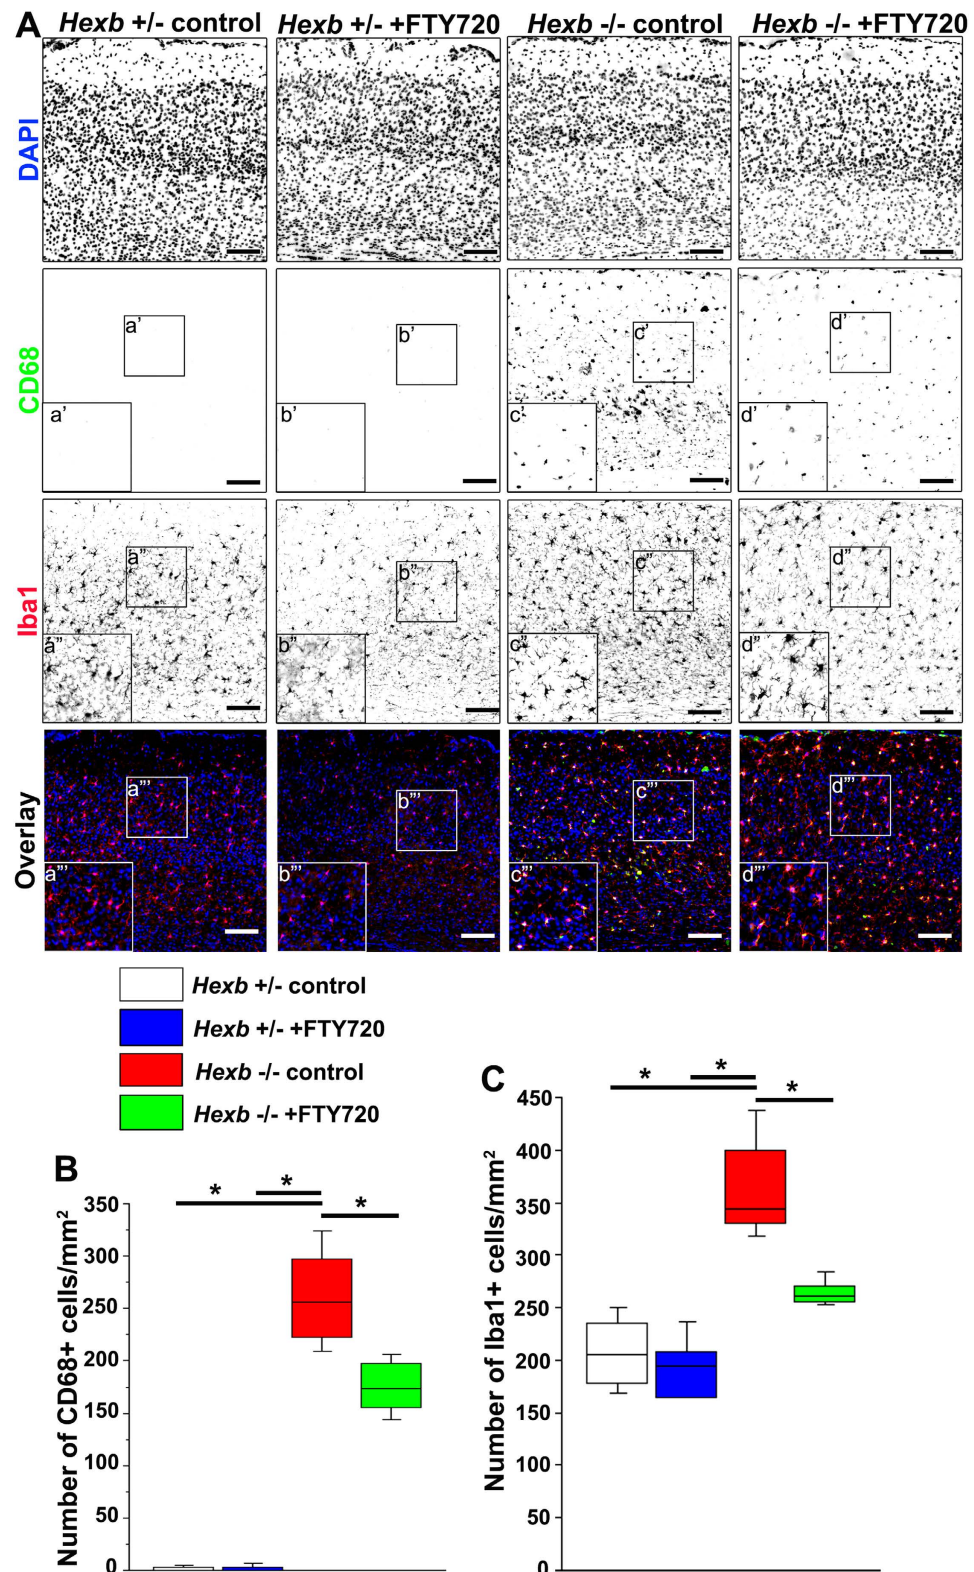 A
Hexb +/- control
Hexb +/- +FTY720
Hexb -/- control
Hexb -/- +FTY720
DAPI
CD68
a’
b’
c’
d’
a’
b’
c’
d’
Iba1
a”
b”
c”
d”
a”
b”
c”
d”
Overlay
a”’
b”’
c”’
d”’
a”’
b”’
c”’
d”’
Hexb +/- control
Hexb +/- +FTY720
Hexb -/- control
Hexb -/- +FTY720
B
Number of CD68+ cells/mm²
350
300
250
200
150
100
50
0
*
*
*
C
Number of Iba1+ cells/mm²
450
400
350
300
250
200
150
100
50
0
*
*
*